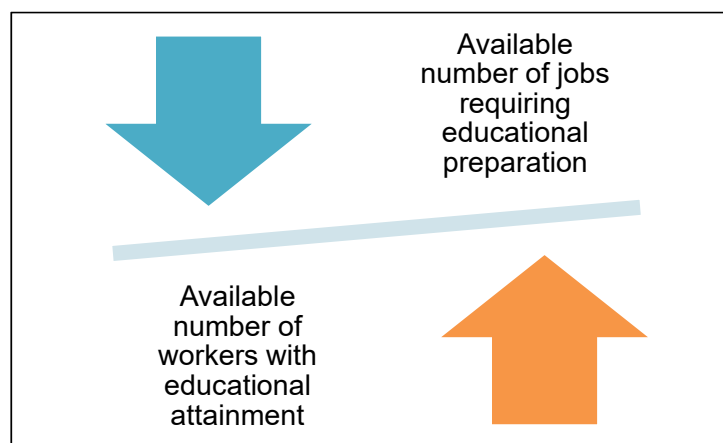 Available
number of jobs
requiring
educational
preparation
Available
number of
workers with
educational
attainment